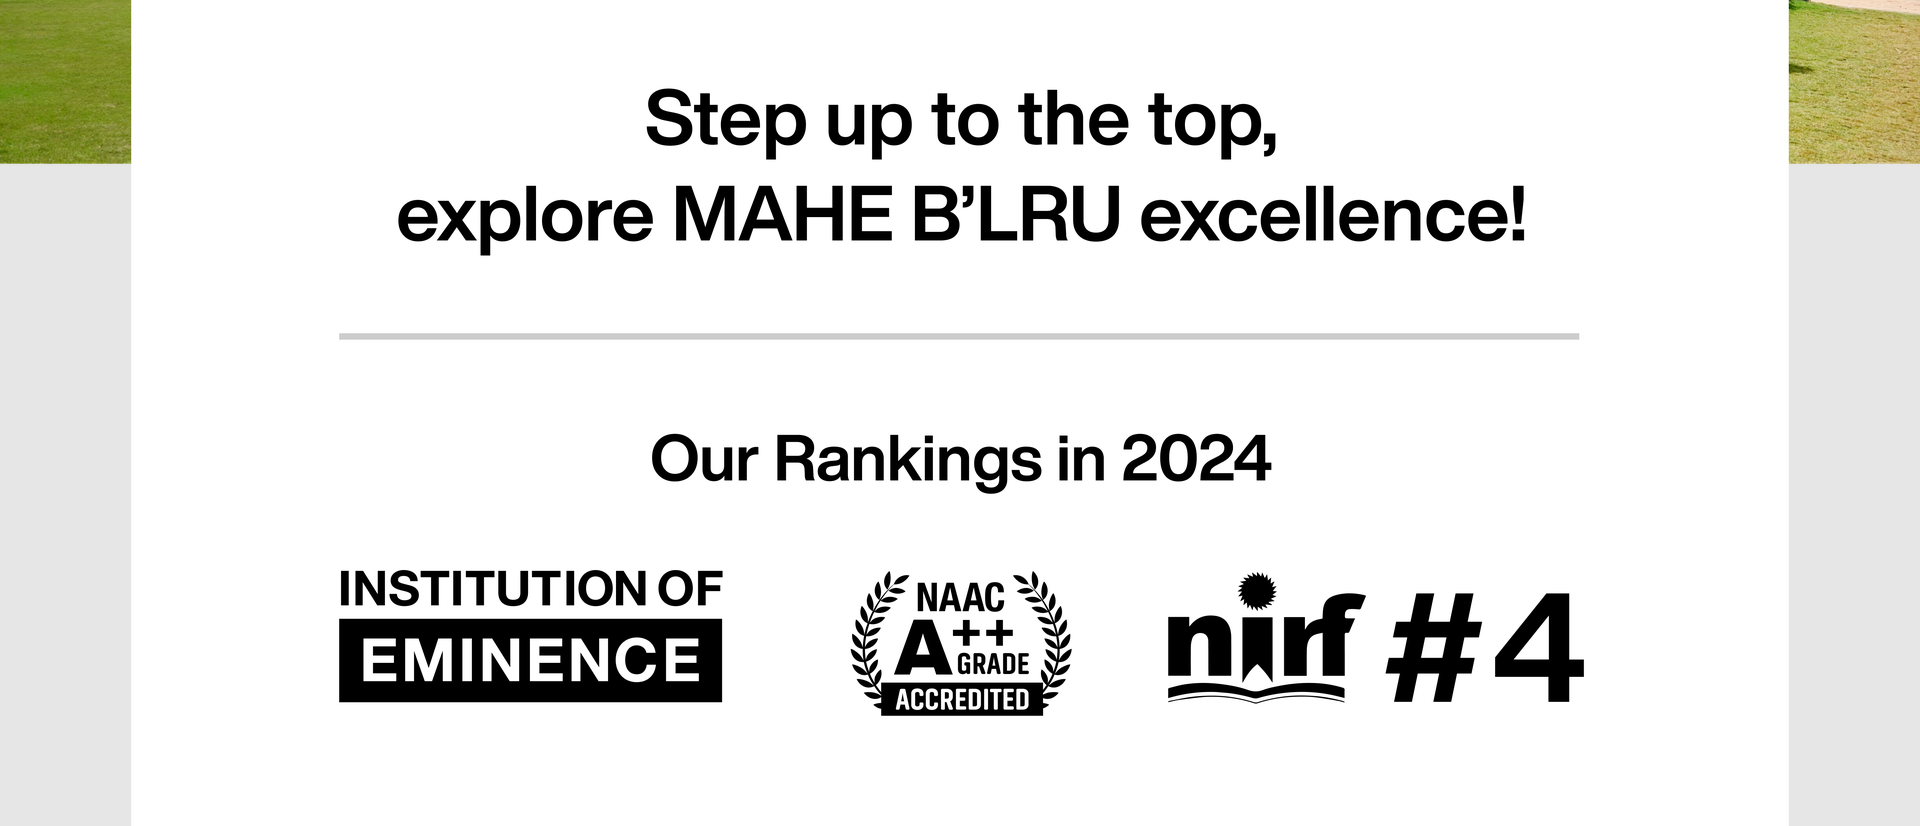 Step up to the top,
explore MAHE B’LRU excellence!
Our Rankings in 2024
INSTITUTION OF
EMINENCE
NAAC
A++
GRADE
ACCREDITED
nirf #4